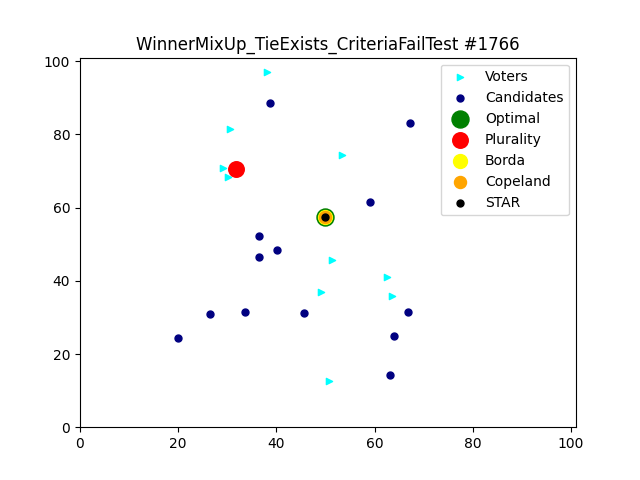 WinnerMixUp_TieExists_CriteriaFailTest #1766
100
80
60
40
20
0
0 20 40 60 80 100
Voters
Candidates
Optimal
Plurality
Borda
Copeland
STAR